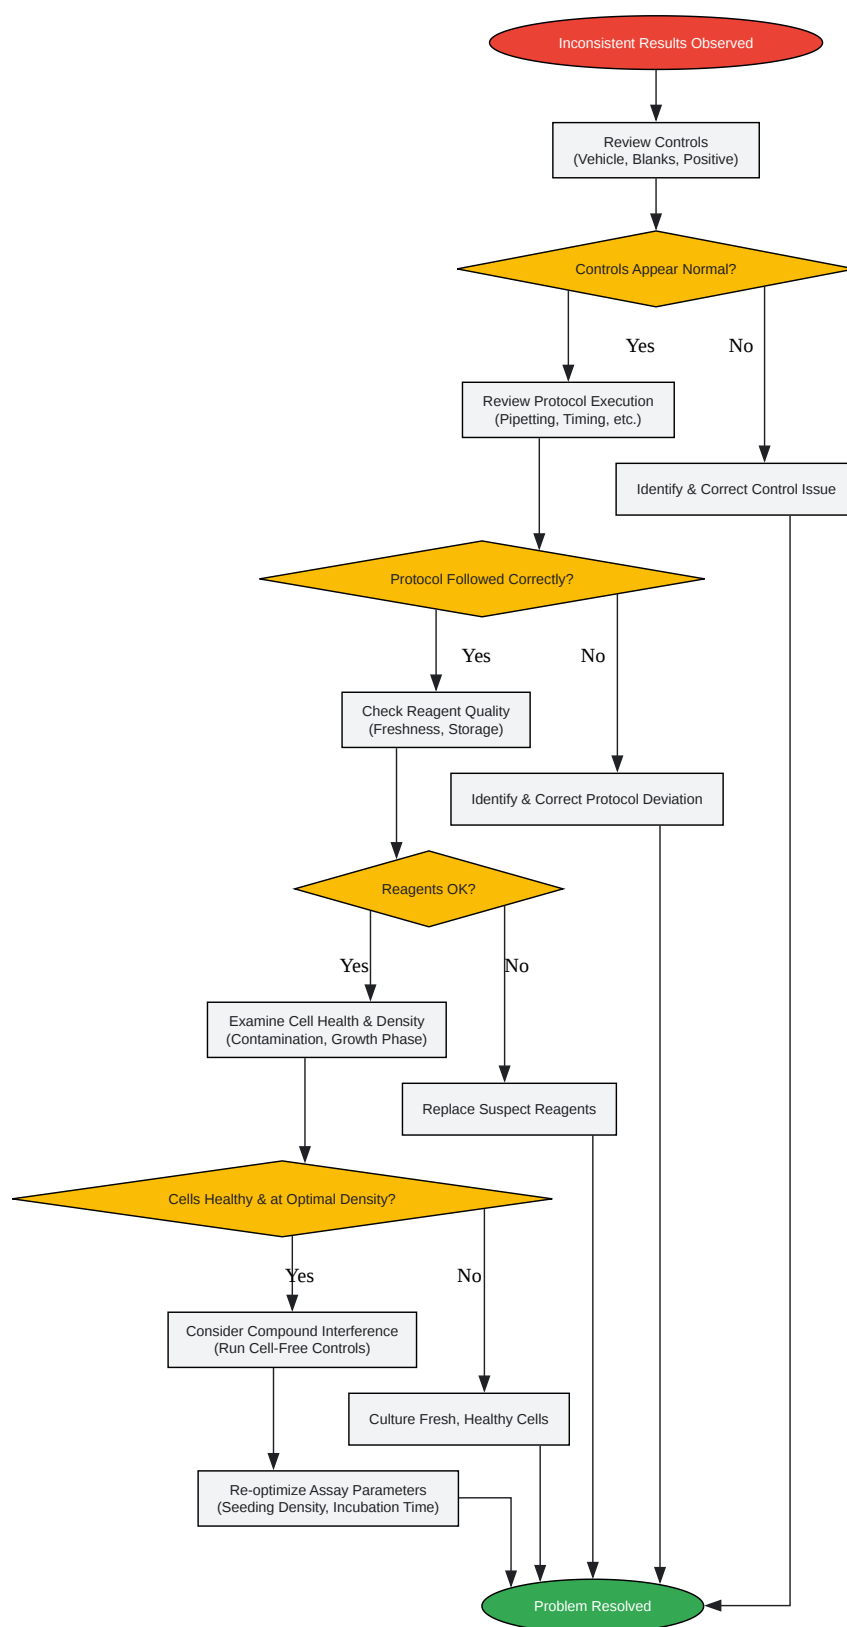 Inconsistent Results Observed
Review Controls
(Vehicle, Blanks, Positive)
Controls Appear Normal?
Yes
No
Review Protocol Execution
(Pipetting, Timing, etc.)
Identify & Correct Control Issue
Protocol Followed Correctly?
Yes
No
Check Reagent Quality
(Freshness, Storage)
Identify & Correct Protocol Deviation
Reagents OK?
Yes
No
Examine Cell Health & Density
(Contamination, Growth Phase)
Replace Suspect Reagents
Cells Healthy & at Optimal Density?
Yes
No
Consider Compound Interference
(Run Cell-Free Controls)
Culture Fresh, Healthy Cells
Re-optimize Assay Parameters
(Seeding Density, Incubation Time)
Problem Resolved